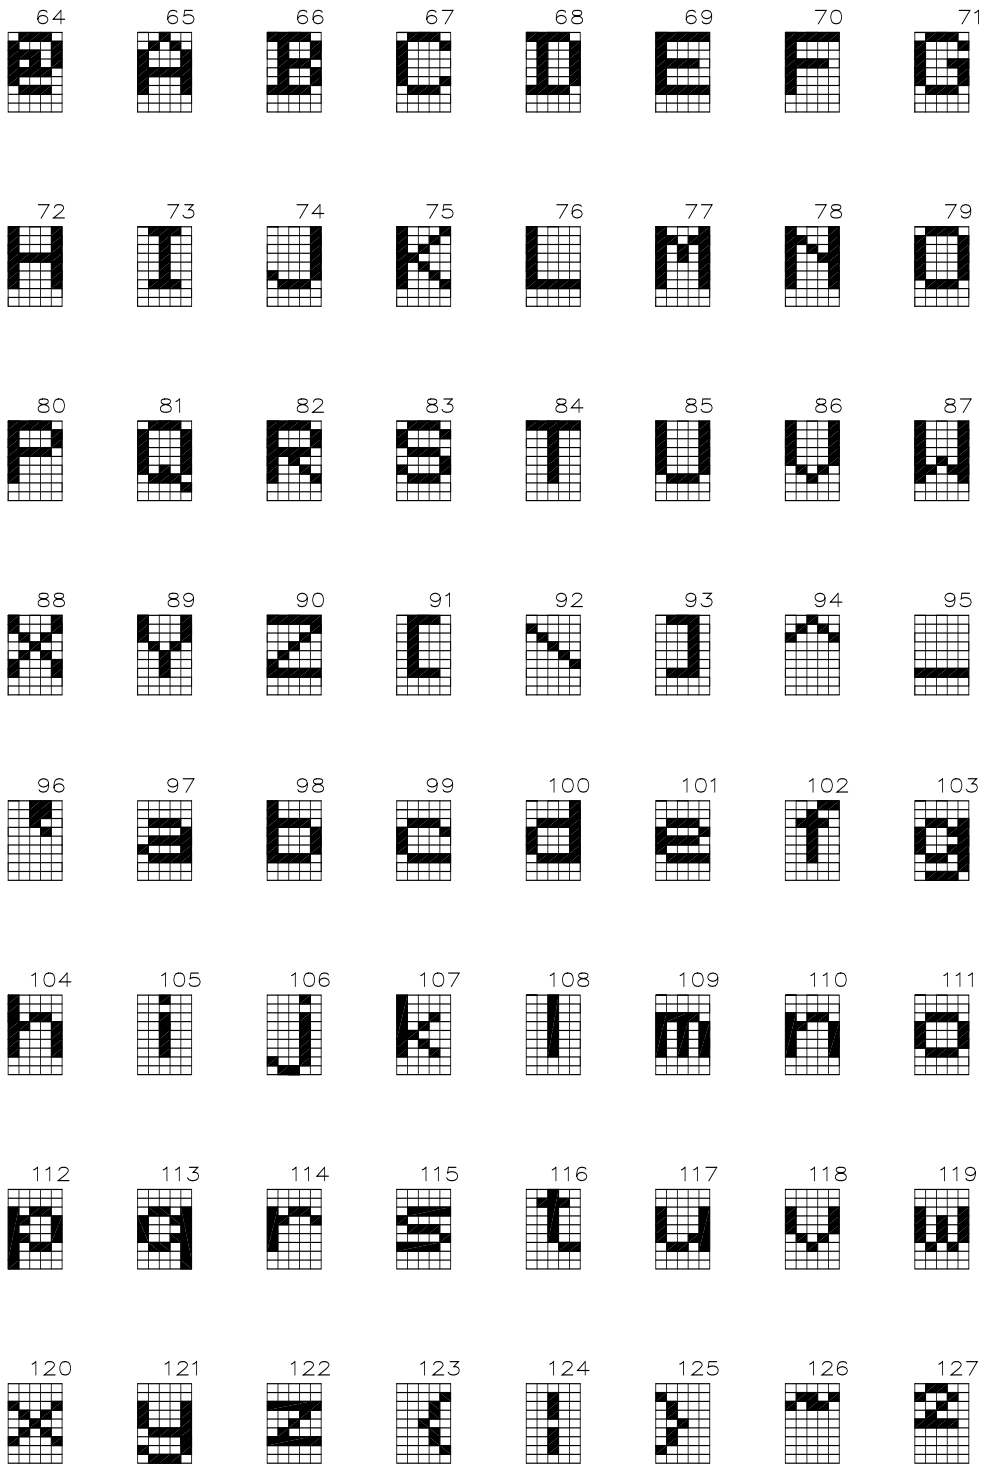 64 65 66 67 68 69 70 71
@ A B C D E F G
72 73 74 75 76 77 78 79
H I J K L M N O
80 81 82 83 84 85 86 87
P Q R S T U V W
88 89 90 91 92 93 94 95
X Y Z [ \ ] ^ _
96 97 98 99 100 101 102 103
` a b c d e f g
104 105 106 107 108 109 110 111
h i j k l m n o
112 113 114 115 116 117 118 119
p q r s t u v w
120 121 122 123 124 125 126 127
x y z { | } ~ 2